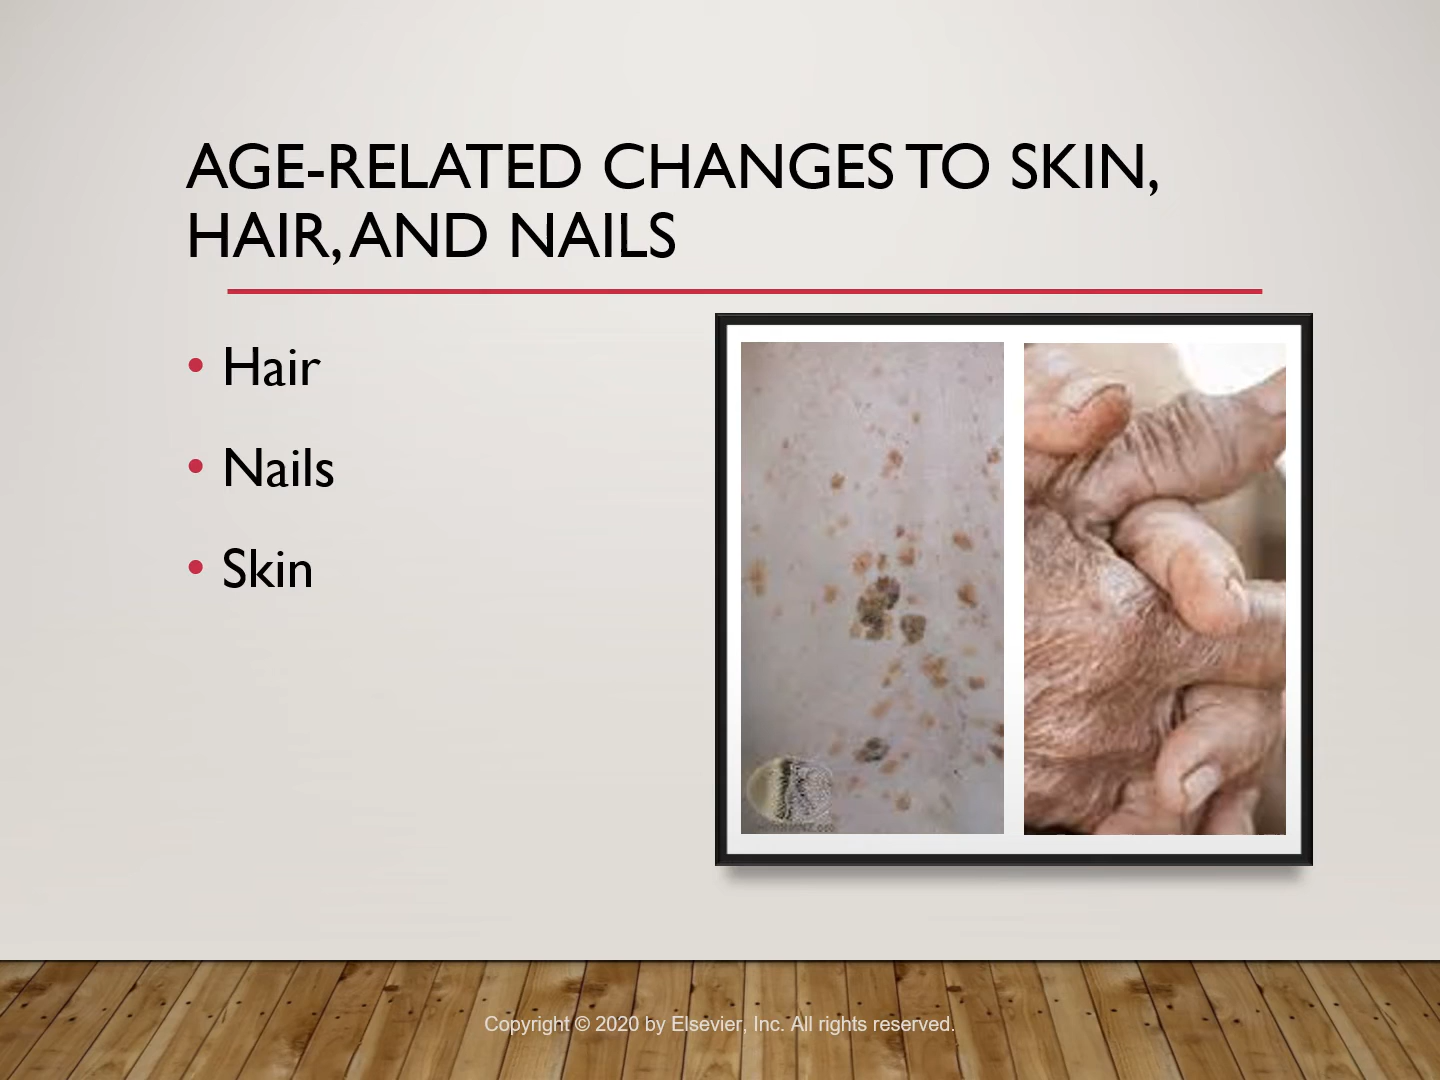 AGE-RELATED CHANGES TO SKIN,
HAIR, AND NAILS
• Hair
• Nails
• Skin
Copyright © 2020 by Elsevier, Inc. All rights reserved.